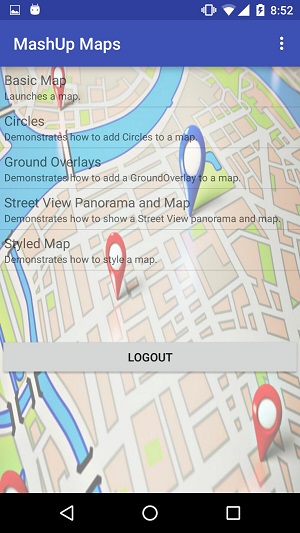 8:52
MashUp Maps
Basic Map
Launches a map.
Circles
Demonstrates how to add Circles to a map.
Ground Overlays
Demonstrates how to add a GroundOverlay to a map.
Street View Panorama and Map
Demonstrates how to show a Street View panorama and map.
Styled Map
Demonstrates how to style a map.
LOGOUT